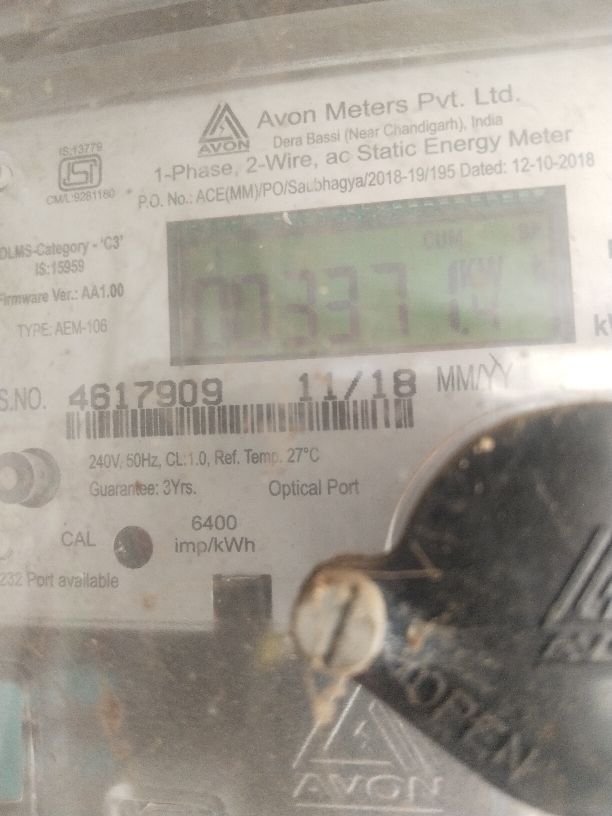 Avon Meters Pvt. Ltd.
AVON
Dera Bassi (Near Chandigarh), India
IS:13779
ISI
CM/L:9281180
1-Phase, 2-Wire, ac Static Energy Meter
P.O. No.: ACE(MM)/PO/Saubhagya/2018-19/195 Dated: 12-10-2018
DLMS-Category - 'C3'
IS:15959
Firmware Ver.: AA1.00
TYPE: AEM-106
CUM
S.NO. 4617909 11/18 MM/YY
240V, 50Hz, CL:1.0, Ref. Temp. 27°C
Guarantee: 3Yrs. Optical Port
CAL 6400
imp/kWh
232 Port available
OPEN
AVON